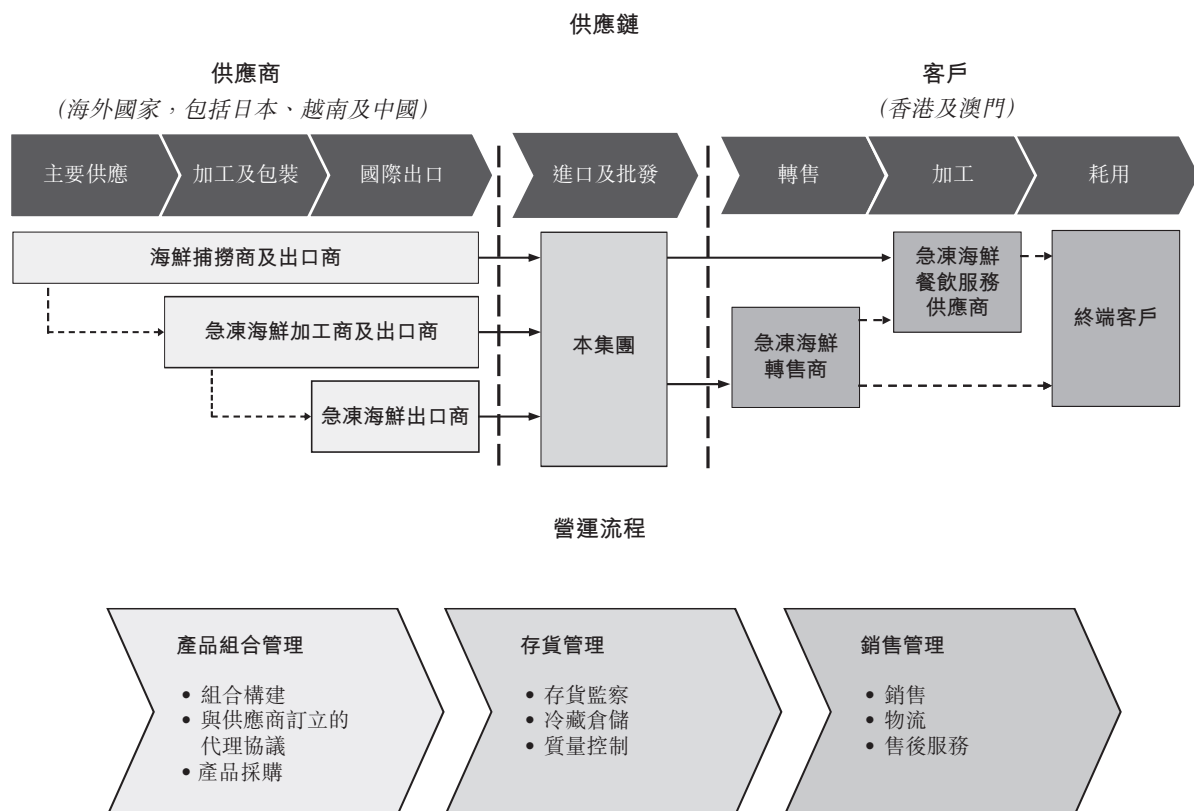 供應鏈
供應商
(海外國家，包括日本、越南及中國)
客戶
(香港及澳門)
主要供應
加工及包裝
國際出口
進口及批發
轉售
加工
耗用
海鮮捕撈商及出口商
急凍海鮮加工商及出口商
急凍海鮮出口商
本集團
急凍海鮮
轉售商
急凍海鮮
餐飲服務
供應商
終端客戶
營運流程
產品組合管理
• 組合構建
• 與供應商訂立的
代理協議
• 產品採購
存貨管理
• 存貨監察
• 冷藏倉儲
• 質量控制
銷售管理
• 銷售
• 物流
• 售後服務